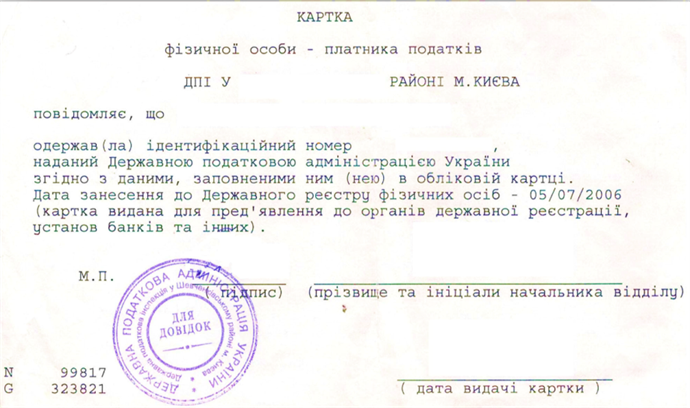 КАРТКА
фізичної особи - платника податків
ДПІ У РАЙОНІ М.КИЄВА
повідомляє, що
одержав(ла) ідентифікаційний номер ,
наданий Державною податковою адміністрацією України
згідно з даними, заповненими ним (нею) в обліковій картці.
Дата занесення до Державного реєстру фізичних осіб - 05/07/2006
(картка видана для пред'явлення до органів державної реєстрації,
установ банків та інших).
М.П.
( підпис) (прізвище та ініціали начальника відділу)
ДЕРЖАВНА ПОДАТКОВА АДМІНІСТРАЦІЯ УКРАЇНИ
Державна податкова інспекція у Шевченківському районі м. Києва
ДЛЯ
ДОВІДОК
N 99817
G 323821
( дата видачі картки )